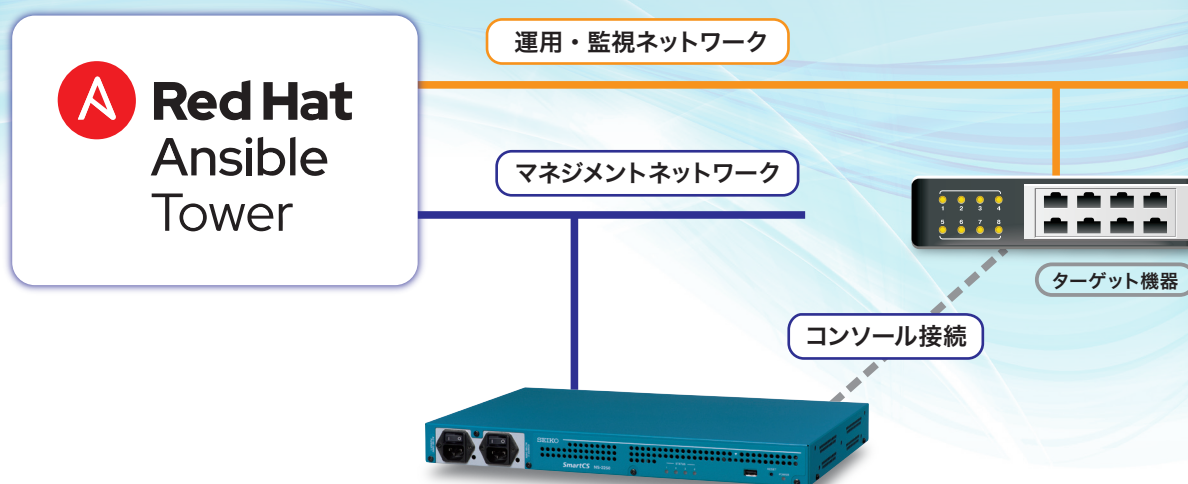 運用・監視ネットワーク
Red Hat
Ansible
Tower
マネジメントネットワーク
1 2 3 4
5 6 7 8
ターゲット機器
コンソール接続
SEIKO
SmartCS